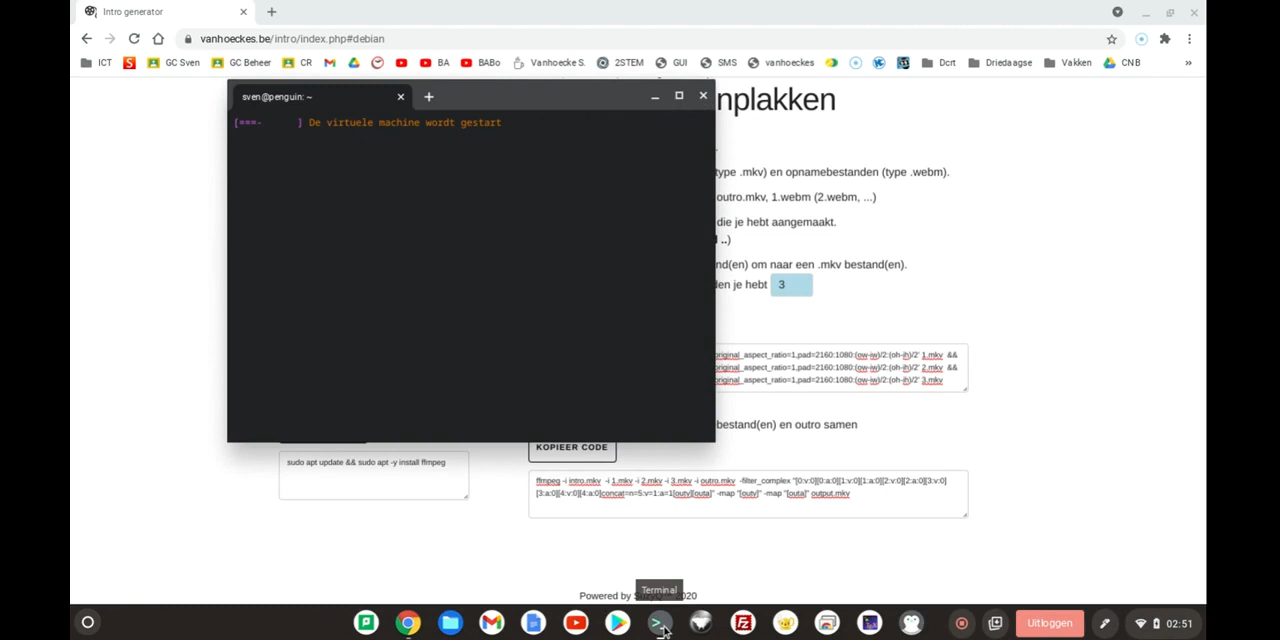 Intro generator
vanhoeckes.be/intro/index.php#debian
ICT
GC Sven
GC Beheer
CR
BA
BABo
Vanhoecke S.
2STEM
GUI
SMS
vanhoeckes
Dcrt
Driedaagse
Vakken
CNB
»
sven@penguin: ~
[===- ] De virtuele machine wordt gestart
nplakken
type .mkv) en opnamebestanden (type .webm).
outro.mkv, 1.webm (2.webm, ...)
die je hebt aangemaakt.
..)
nd(en) om naar een .mkv bestand(en).
den je hebt 3
original_aspect_ratio=1,pad=2160:1080:(ow-iw)/2:(oh-ih)/2' 1.mkv &&
original_aspect_ratio=1,pad=2160:1080:(ow-iw)/2:(oh-ih)/2' 2.mkv &&
original_aspect_ratio=1,pad=2160:1080:(ow-iw)/2:(oh-ih)/2' 3.mkv
bestand(en) en outro samen
KOPIEER CODE
sudo apt update && sudo apt -y install ffmpeg
ffmpeg -i intro.mkv -i 1.mkv -i 2.mkv -i 3.mkv -i outro.mkv -filter_complex "[0:v:0][0:a:0][1:v:0][1:a:0][2:v:0][2:a:0][3:v:0]
[3:a:0][4:v:0][4:a:0]concat=n=5:v=1:a=1[outv][outa]" -map "[outv]" -map "[outa]" output.mkv
Terminal
Powered by
2020
Uitloggen
02:51